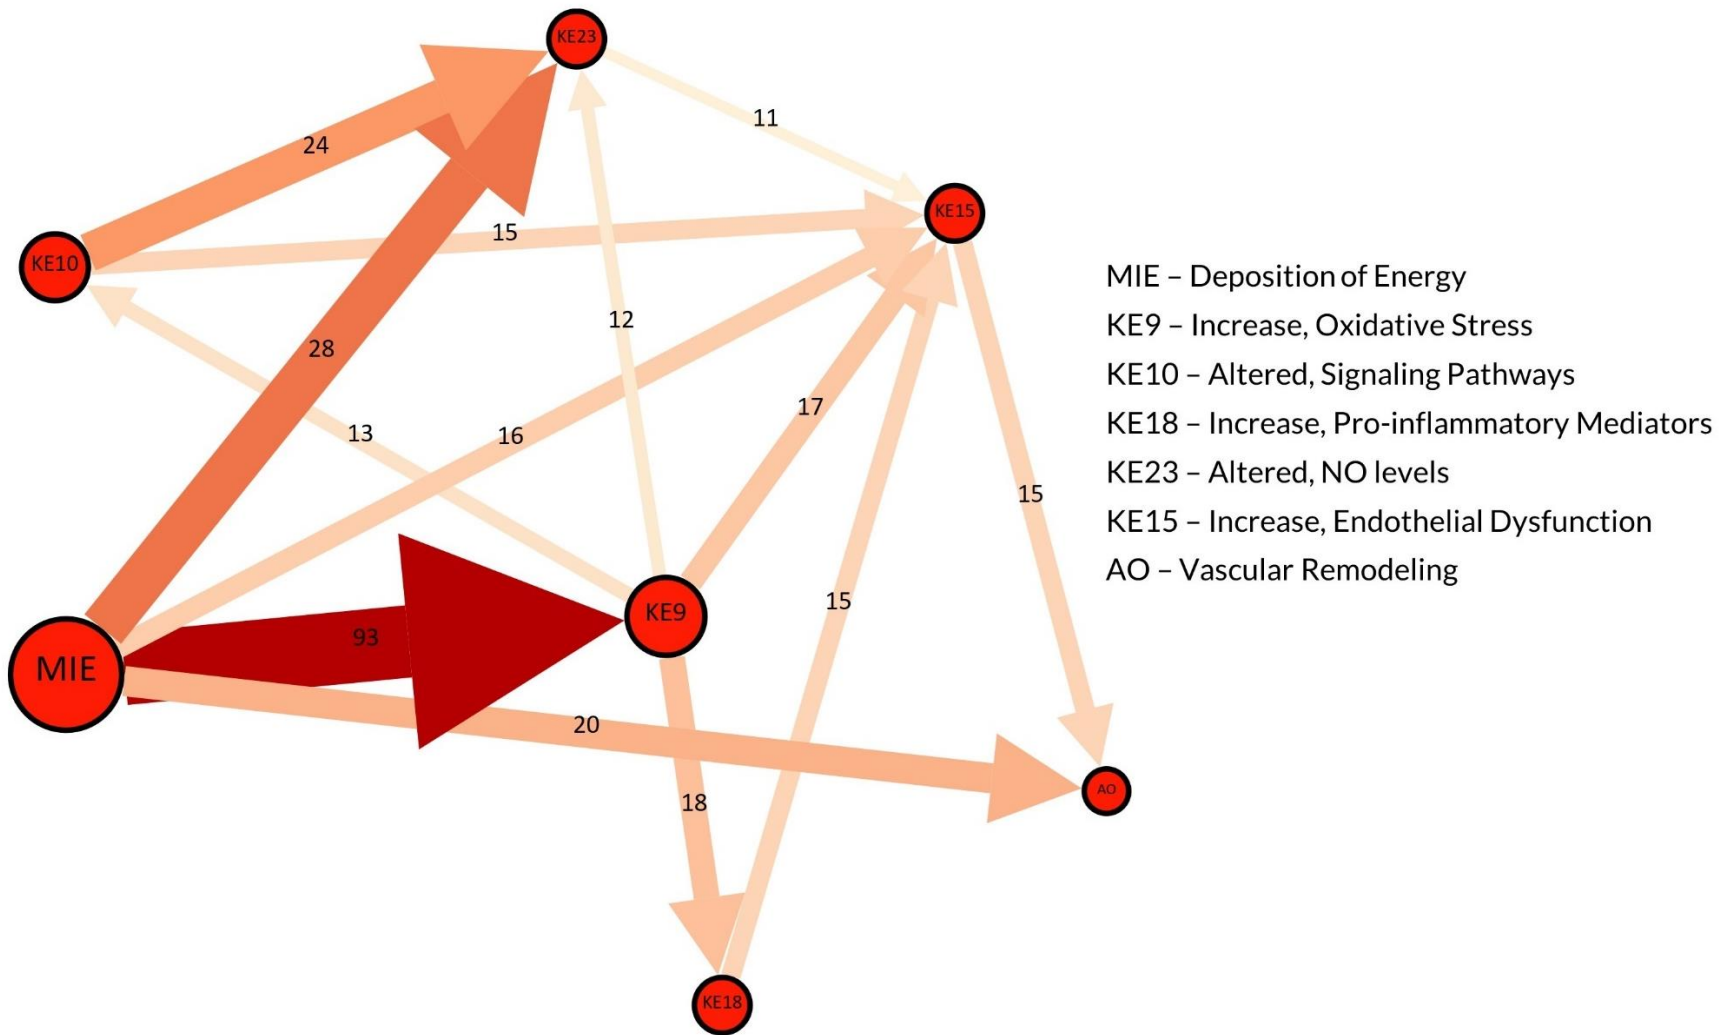 KE23
11
24
KE15
15
KE10
MIE – Deposition of Energy
12
KE9 – Increase, Oxidative Stress
28
KE10 – Altered, Signaling Pathways
17
KE18 – Increase, Pro-inflammatory Mediators
13
16
KE23 – Altered, NO levels
15
KE15 – Increase, Endothelial Dysfunction
AO – Vascular Remodeling
15
KE9
93
MIE
20
AO
18
KE18